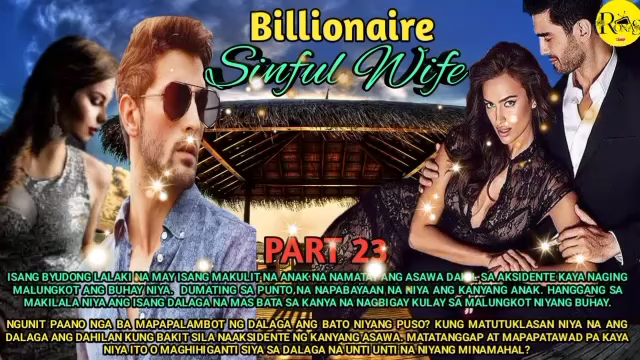 Billionaire
RONAS
Sinful Wife
PART 23
ISANG BYUDONG LALAKI NA MAY ISANG MAKULIT NA ANAK NA NAMATAY ANG ASAWA DAHIL SA AKSIDENTE KAYA NAGING
MALUNGKOT ANG BUHAY NIYA. DUMATING SA PUNTO NA NAPABAYAAN NA NIYA ANG KANYANG ANAK. HANGGANG SA
MAKILALA NIYA ANG ISANG DALAGA NA MAS BATA SA KANYA NA NAGBIGAY KULAY SA MALUNGKOT NIYANG BUHAY.
NGUNIT PAANO NGA BA MAPAPALAMBOT NG DALAGA ANG BATO NIYANG PUSO? KUNG MATUTUKLASAN NIYA NA ANG
DALAGA ANG DAHILAN KUNG BAKIT SILA NAAKSIDENTE NG KANYANG ASAWA. MATATANGGAP AT MAPAPATAWAD PA KAYA
NIYA ITO O MAGHIHIGANTI SIYA SA DALAGA NA UNTI UNTI NA NIYANG MINAMAHAL?